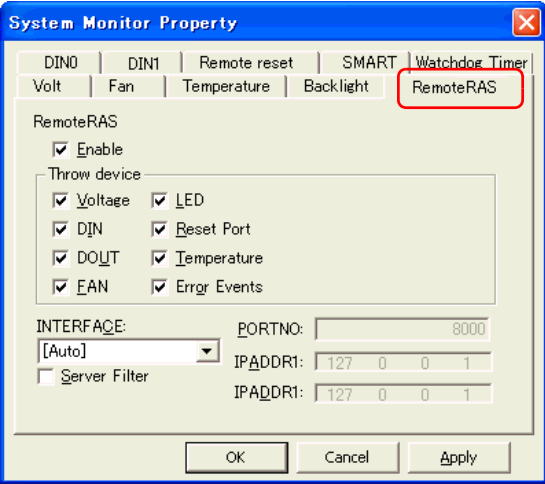 System Monitor Property
DIN0 DIN1 Remote reset SMART Watchdog Timer
Volt Fan Temperature Backlight RemoteRAS
RemoteRAS
Enable
Throw device
Voltage LED
DIN Reset Port
DOUT Temperature
FAN Error Events
INTERFACE: PORTNO: 8000
[Auto] IPADDR1: 127 0 0 1
Server Filter
IPADDR1: 127 0 0 1
OK Cancel Apply